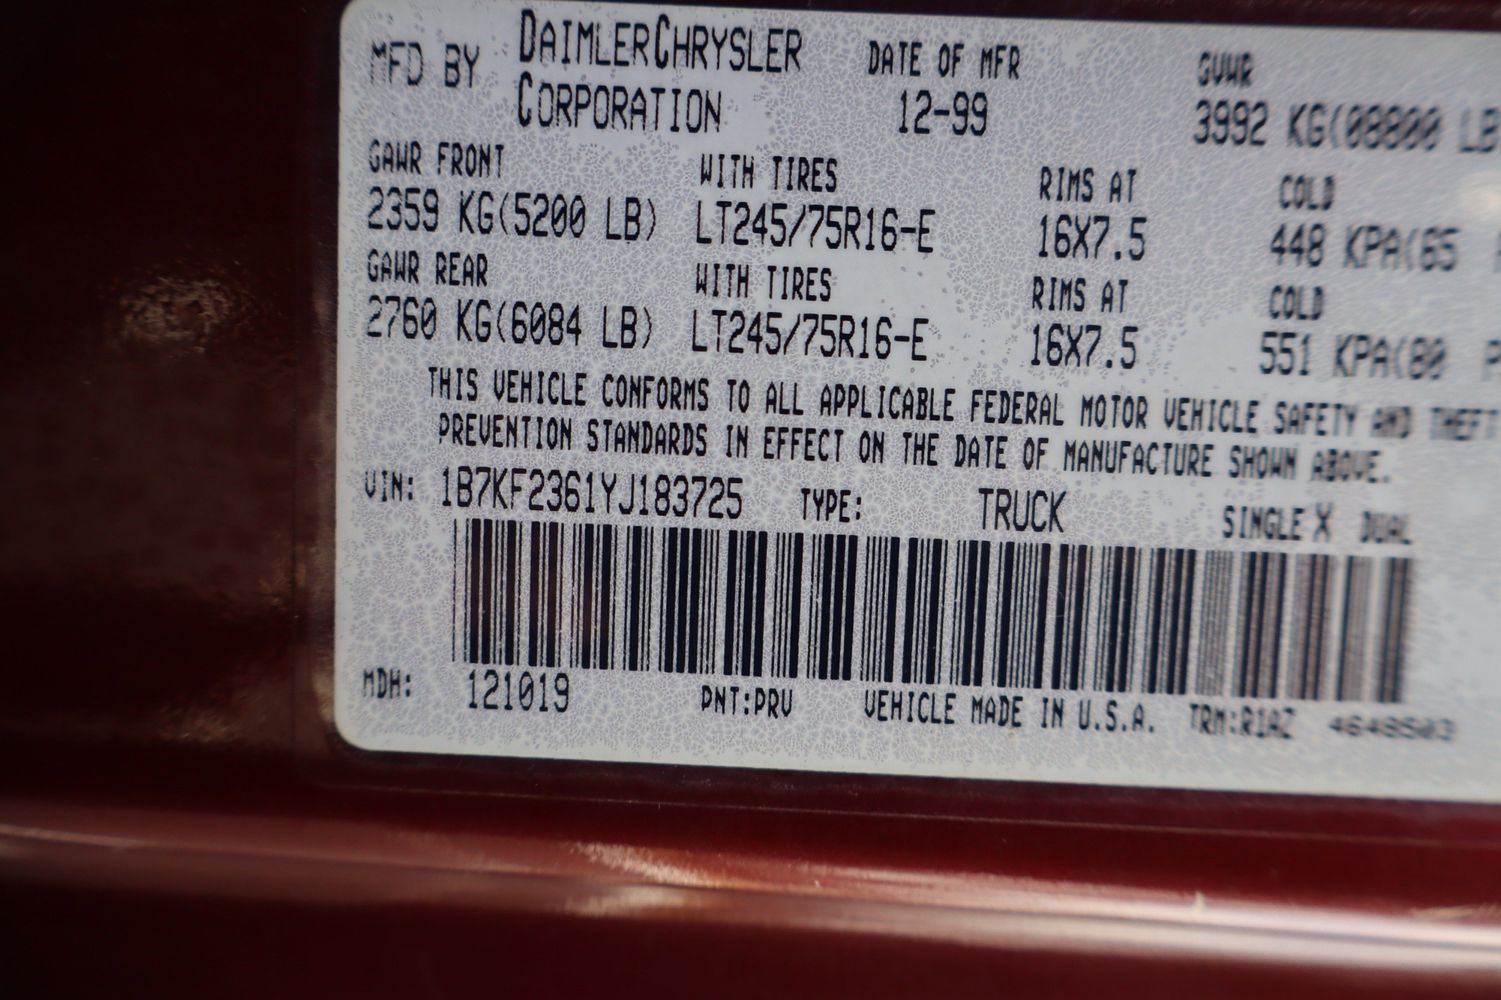 MFD BY DAIMLERCHRYSLER CORPORATION DATE OF MFR 12-99 GVWR 3992 KG(08800 LB
GAWR FRONT WITH TIRES RIMS AT COLD
2359 KG(5200 LB) LT245/75R16-E 16X7.5 448 KPA(65
GAWR REAR WITH TIRES RIMS AT COLD
2760 KG(6084 LB) LT245/75R16-E 16X7.5 551 KPA(80 P
THIS VEHICLE CONFORMS TO ALL APPLICABLE FEDERAL MOTOR VEHICLE SAFETY AND THEFT
PREVENTION STANDARDS IN EFFECT ON THE DATE OF MANUFACTURE SHOWN ABOVE.
VIN: 1B7KF2361YJ183725 TYPE: TRUCK SINGLE X DUAL
MDH: 121019 PNT:PRV VEHICLE MADE IN U.S.A. TRM:R1AZ 4648503